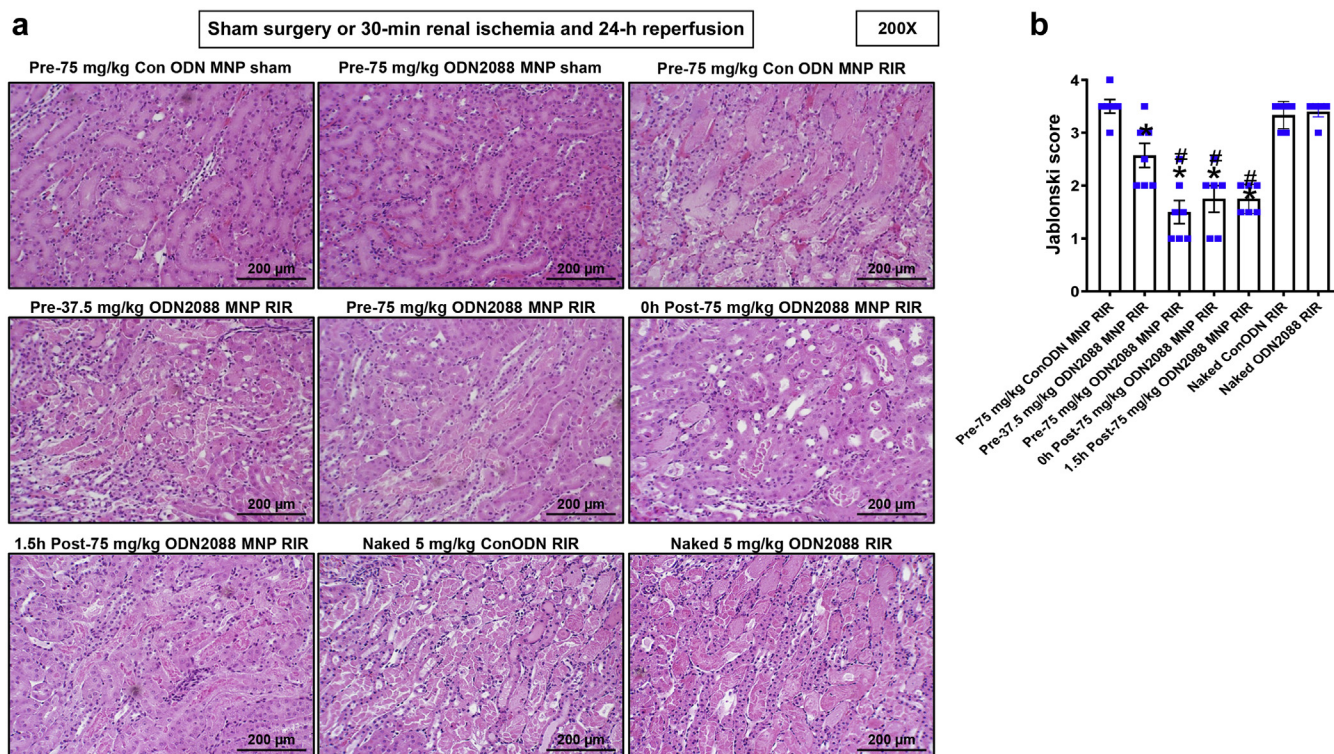 a
Sham surgery or 30-min renal ischemia and 24-h reperfusion
200X
Pre-75 mg/kg Con ODN MNP sham
Pre-75 mg/kg ODN2088 MNP sham
Pre-75 mg/kg Con ODN MNP RIR
200 µm
200 µm
200 µm
Pre-37.5 mg/kg ODN2088 MNP RIR
Pre-75 mg/kg ODN2088 MNP RIR
0h Post-75 mg/kg ODN2088 MNP RIR
200 µm
200 µm
200 µm
1.5h Post-75 mg/kg ODN2088 MNP RIR
Naked 5 mg/kg ConODN RIR
Naked 5 mg/kg ODN2088 RIR
200 µm
200 µm
200 µm
b
Jablonski score
4
3
2
1
0
*
#
*
#
*
#
*
Pre-75 mg/kg ConODN MNP RIR
Pre-37.5 mg/kg ODN2088 MNP RIR
Pre-75 mg/kg ODN2088 MNP RIR
0h Post-75 mg/kg ODN2088 MNP RIR
1.5h Post-75 mg/kg ODN2088 MNP RIR
Naked ConODN RIR
Naked ODN2088 RIR